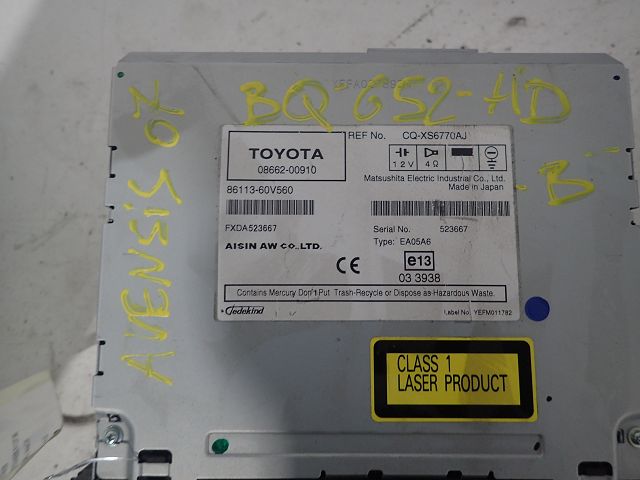 BQ-652-HD
-B-
AVENSIS 07
TOYOTA
08662-00910
REF No. CQ-XS6770AJ
12V 4Ω
86113-60V560
Matsushita Electric Industrial Co., Ltd.
Made in Japan
FXDA523667
Serial No. 523667
AISIN AW CO.,LTD.
Type: EA05A6
CE
e13
03 3938
Contains Mercury Don't Put Trash-Recycle or Dispose as Hazardous Waste.
Jedekind
Label No. YEFM011782
CLASS 1
LASER PRODUCT